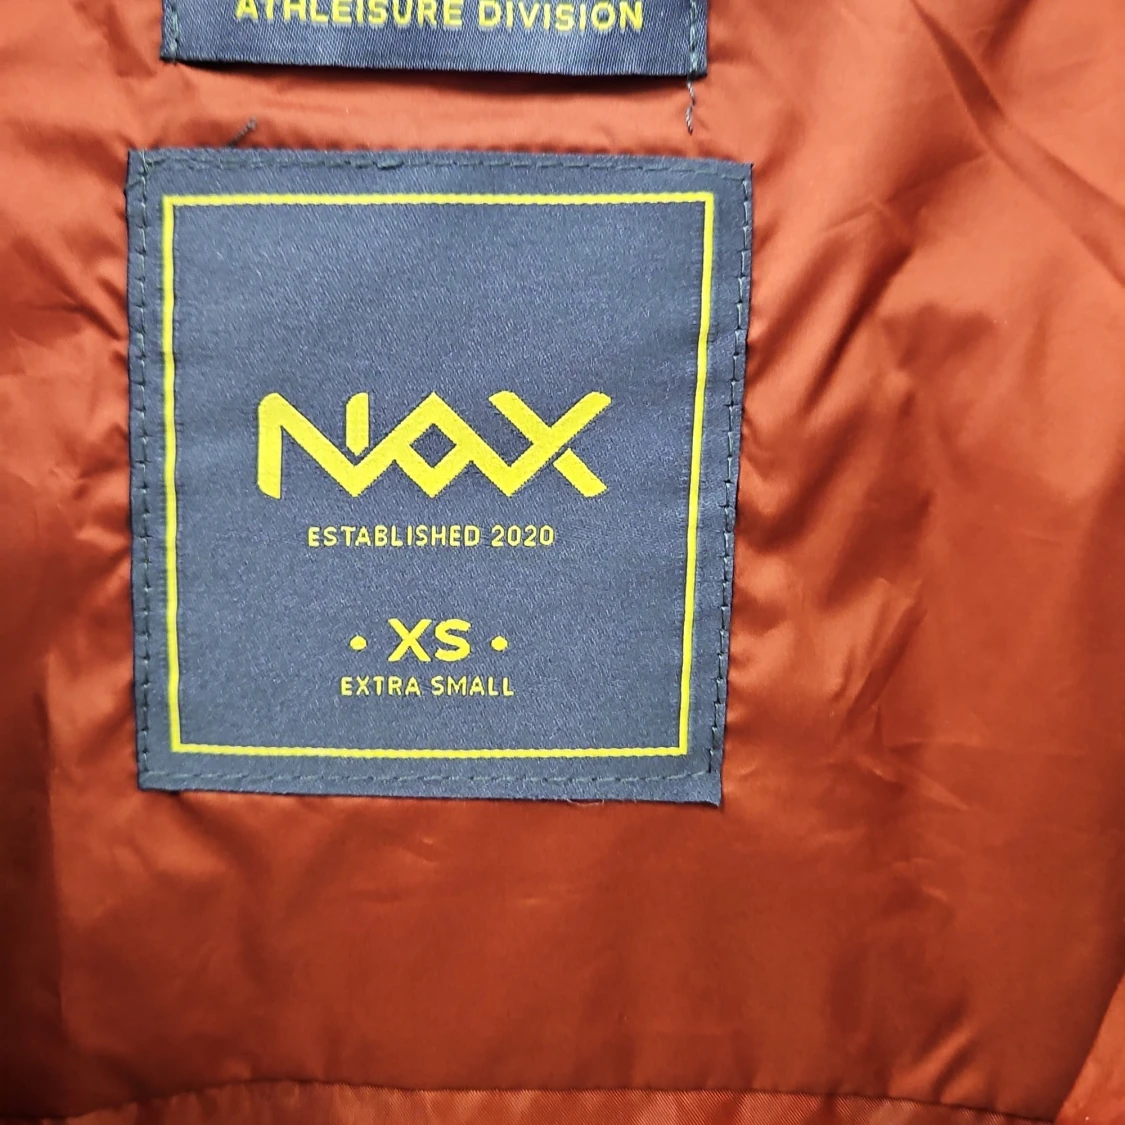 ATHLEISURE DIVISION
NAX
ESTABLISHED 2020
• XS •
EXTRA SMALL